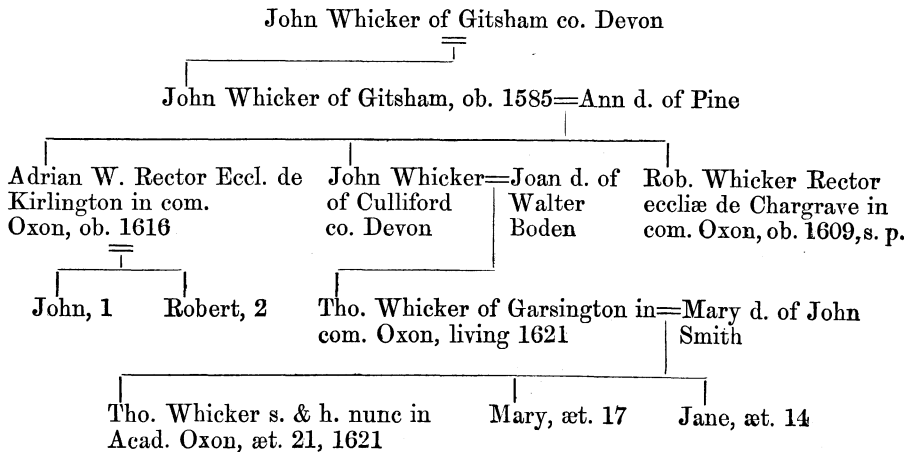 John Whicker of Gitsham co. Devon
John Whicker of Gitsham, ob. 1585=Ann d. of Pine
Adrian W. Rector Eccl. de
Kirlington in com.
Oxon, ob. 1616
John Whicker=Joan d. of
of Culliford Walter
co. Devon Boden
Rob. Whicker Rector
eccliæ de Chargrave in
com. Oxon, ob. 1609, s. p.
John, 1 Robert, 2
Tho. Whicker of Garsington in=Mary d. of John
com. Oxon, living 1621 Smith
Tho. Whicker s. & h. nunc in
Acad. Oxon, æt. 21, 1621
Mary, æt. 17
Jane, æt. 14